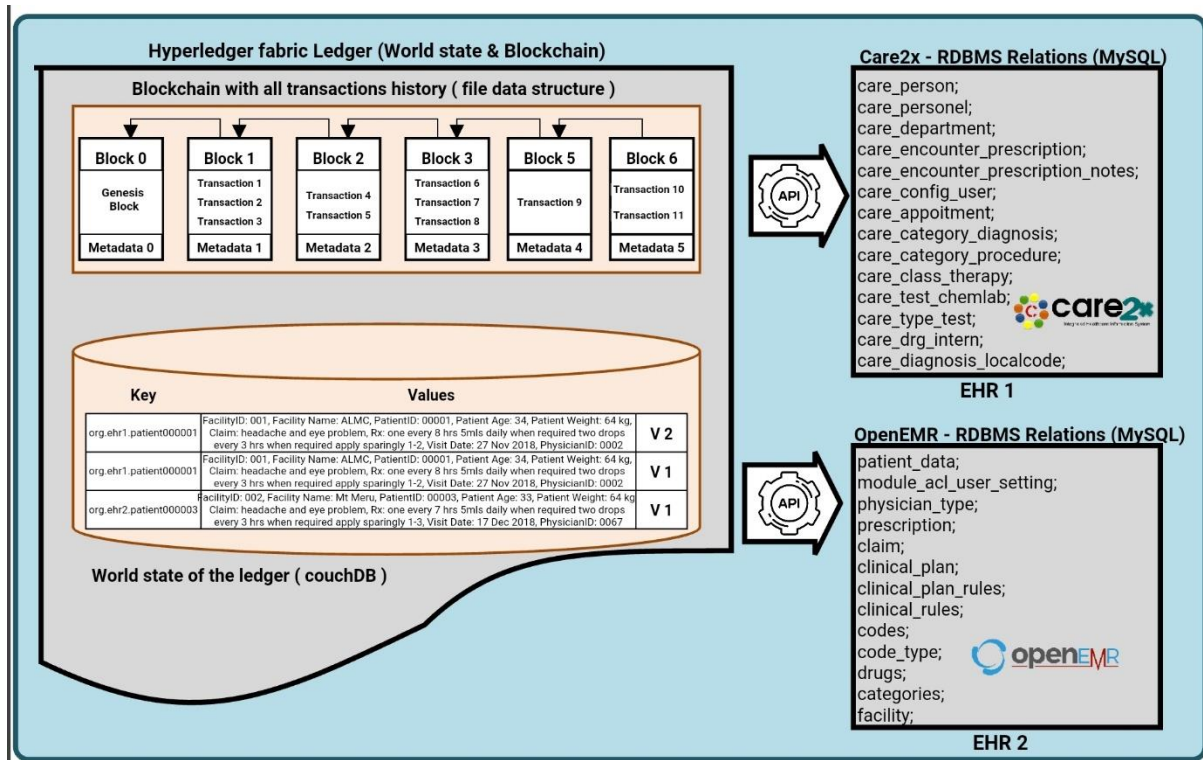 Hyperledger fabric Ledger (World state & Blockchain)
Blockchain with all transactions history ( file data structure )
Block 0
Genesis
Block
Metadata 0
Block 1
Transaction 1
Transaction 2
Transaction 3
Metadata 1
Block 2
Transaction 4
Transaction 5
Metadata 2
Block 3
Transaction 6
Transaction 7
Transaction 8
Metadata 3
Block 5
Transaction 9
Metadata 4
Block 6
Transaction 10
Transaction 11
Metadata 5
Key
Values
org.ehr1.patient000001
FacilityID: 001, Facility Name: ALMC, PatientID: 00001, Patient Age: 34, Patient Weight: 64 kg,
Claim: headache and eye problem, Rx: one every 8 hrs 5mls daily when required two drops
every 3 hrs when required apply sparingly 1-2, Visit Date: 27 Nov 2018, PhysicianID: 0002
V 2
org.ehr1.patient000001
FacilityID: 001, Facility Name: ALMC, PatientID: 00001, Patient Age: 34, Patient Weight: 64 kg,
Claim: headache and eye problem, Rx: one every 8 hrs 5mls daily when required two drops
every 3 hrs when required apply sparingly 1-2, Visit Date: 27 Nov 2018, PhysicianID: 0002
V 1
org.ehr2.patient000003
FacilityID: 002, Facility Name: Mt Meru, PatientID: 00003, Patient Age: 33, Patient Weight: 64 kg
Claim: headache and eye problem, Rx: one every 7 hrs 5mls daily when required two drops
every 3 hrs when required apply sparingly 1-3, Visit Date: 17 Dec 2018, PhysicianID: 0067
V 1
World state of the ledger ( couchDB )
API
API
Care2x - RDBMS Relations (MySQL)
care_person;
care_personel;
care_department;
care_encounter_prescription;
care_encounter_prescription_notes;
care_config_user;
care_appoitment;
care_category_diagnosis;
care_category_procedure;
care_class_therapy;
care_test_chemlab;
care_type_test;
care_drg_intern;
care_diagnosis_localcode;
C care2x
Integrated Healthcare Information System
EHR 1
OpenEMR - RDBMS Relations (MySQL)
patient_data;
module_acl_user_setting;
physician_type;
prescription;
claim;
clinical_plan;
clinical_plan_rules;
clinical_rules;
codes;
code_type;
drugs;
categories;
facility;
openEMR
EHR 2